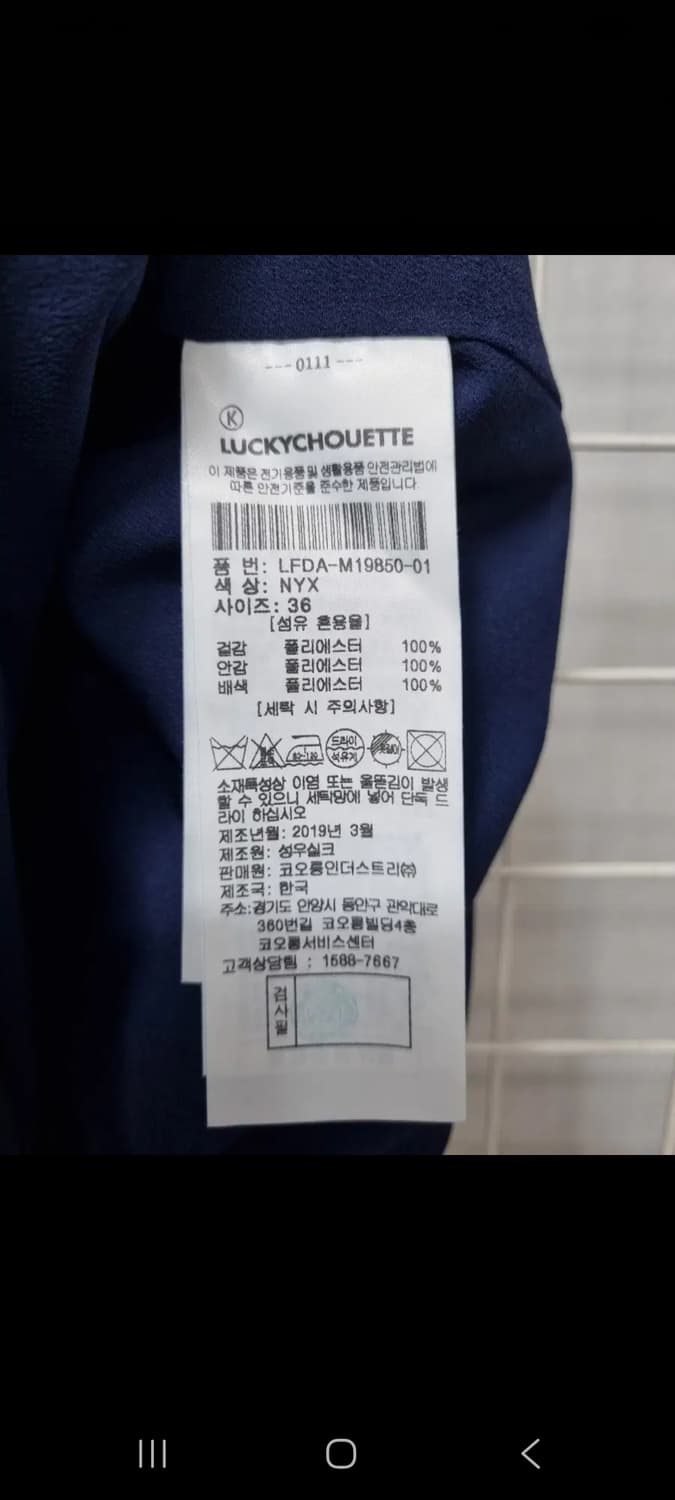 ---0111---
K
LUCKYCHOUETTE
이 제품은 전기용품 및 생활용품 안전관리법에
따른 안전기준을 준수한 제품입니다
품 번: LFDA-M19850-01
색 상: NYX
사이즈: 36
[섬유 혼용율]
겉감 폴리에스터 100%
안감 폴리에스터 100%
배색 폴리에스터 100%
[세탁 시 주의사항]
드라이
석유계
소재특성상 이염 또는 올뜯김이 발생
할 수 있으니 세탁망에 넣어 단독 드
라이 하십시오
제조년월: 2019년 3월
제조원: 성우실크
판매원: 코오롱인더스트리㈜
제조국: 한국
주소:경기도 안양시 동안구 관악대로
360번길 코오롱빌딩4층
코오롱서비스센터
고객상담팀 : 1588-7667
검사필